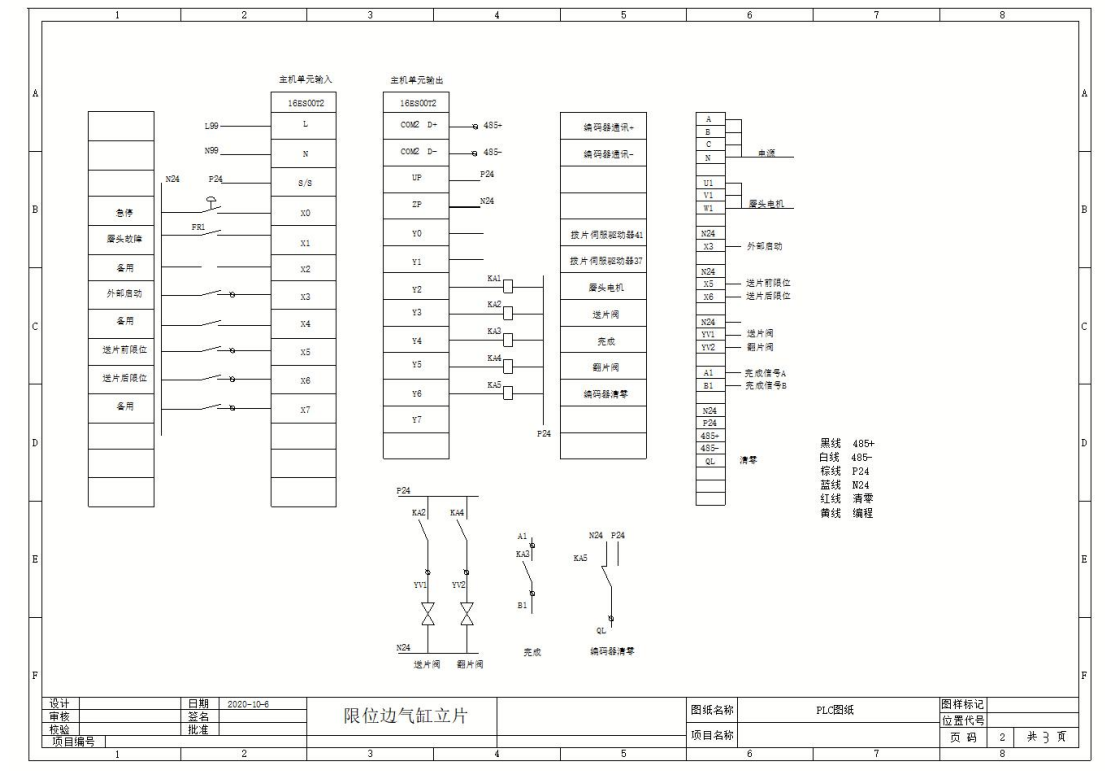 1 2 3 4 5 6 7 8
A A
B B
C C
D D
E E
F F
主机单元输入
16ES00T2
L99 L
N99 N
N24 P24 S/S
急停 X0
磨头故障 FR1 X1
备用 X2
外部启动 X3
备用 X4
送片前限位 X5
送片后限位 X6
备用 X7
主机单元输出
16ES00T2
COM2 D+ 485+ 编码器通讯+
COM2 D- 485- 编码器通讯-
UP P24
ZP N24
Y0 拨片伺服驱动器41
Y1 拨片伺服驱动器37
Y2 KA1 磨头电机
Y3 KA2 送片阀
Y4 KA3 完成
Y5 KA4 翻片阀
Y6 KA5 编码器清零
Y7
P24
A
B
C
N 电源
U1
V1
W1 磨头电机
N24
X3 外部启动
N24
X5 送片前限位
X6 送片后限位
N24
YV1 送片阀
YV2 翻片阀
A1 完成信号A
B1 完成信号B
N24
P24
485+
485-
QL 清零
黑线 485+
白线 485-
棕线 P24
蓝线 N24
红线 清零
黄线 编程
P24
KA2 KA4
YV1 YV2
N24
送片阀 翻片阀
A1
KA3
B1
完成
N24 P24
KA5
QL
编码器清零
设计 日期 2020-10-6
审核 签名
校验 批准
项目编号
限位边气缸立片
图纸名称 PLC图纸
项目名称
图样标记
位置代号
页 码 2 共 3 页
1 2 3 4 5 6 7 8